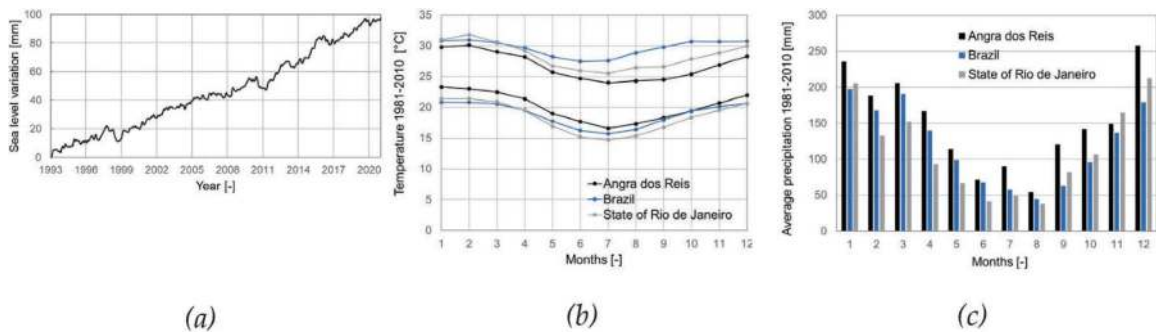 Sea level variation [mm]
100
80
60
40
20
0
1993 1996 1999 2002 2005 2008 2011 2014 2017 2020
Year [-]
(a)
Temperature 1981-2010 [°C]
35
30
25
20
15
10
5
0
Angra dos Reis
Brazil
State of Rio de Janeiro
1 2 3 4 5 6 7 8 9 10 11 12
Months [-]
(b)
Average precipitation 1981-2010 [mm]
300
250
200
150
100
50
0
Angra dos Reis
Brazil
State of Rio de Janeiro
1 2 3 4 5 6 7 8 9 10 11 12
Months [-]
(c)